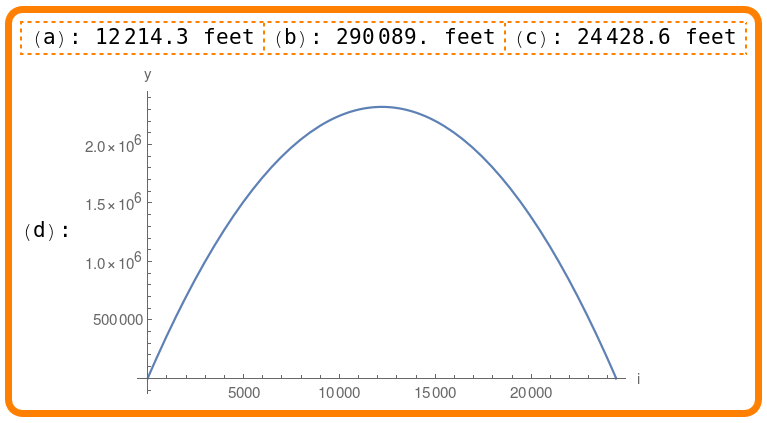 (a): 12214.3 feet (b): 290089. feet (c): 24428.6 feet
y
2.0×10^6
1.5×10^6
(d):
1.0×10^6
500000
i
5000 10000 15000 20000